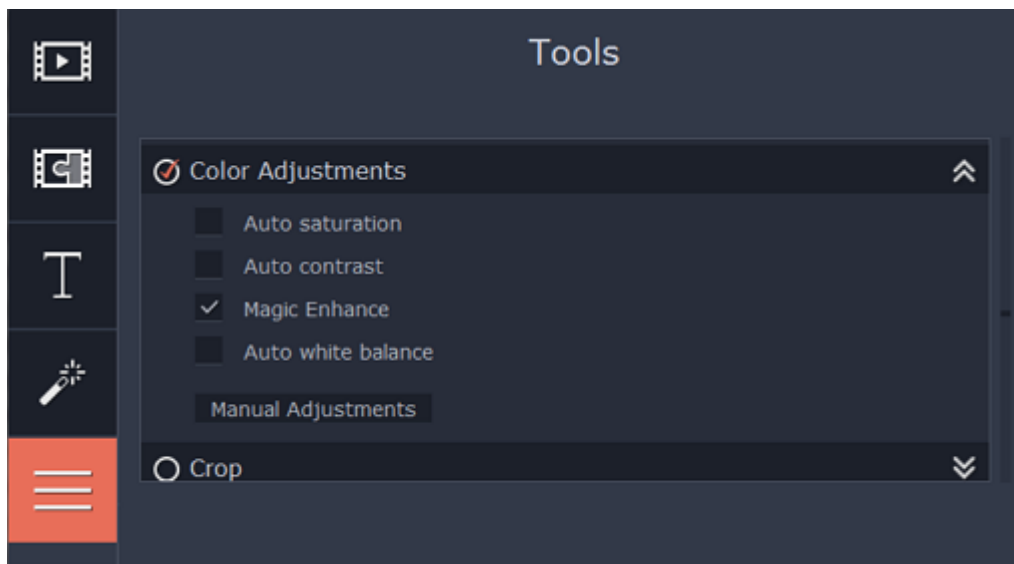 Tools
Color Adjustments
Auto saturation
Auto contrast
Magic Enhance
Auto white balance
Manual Adjustments
Crop
T